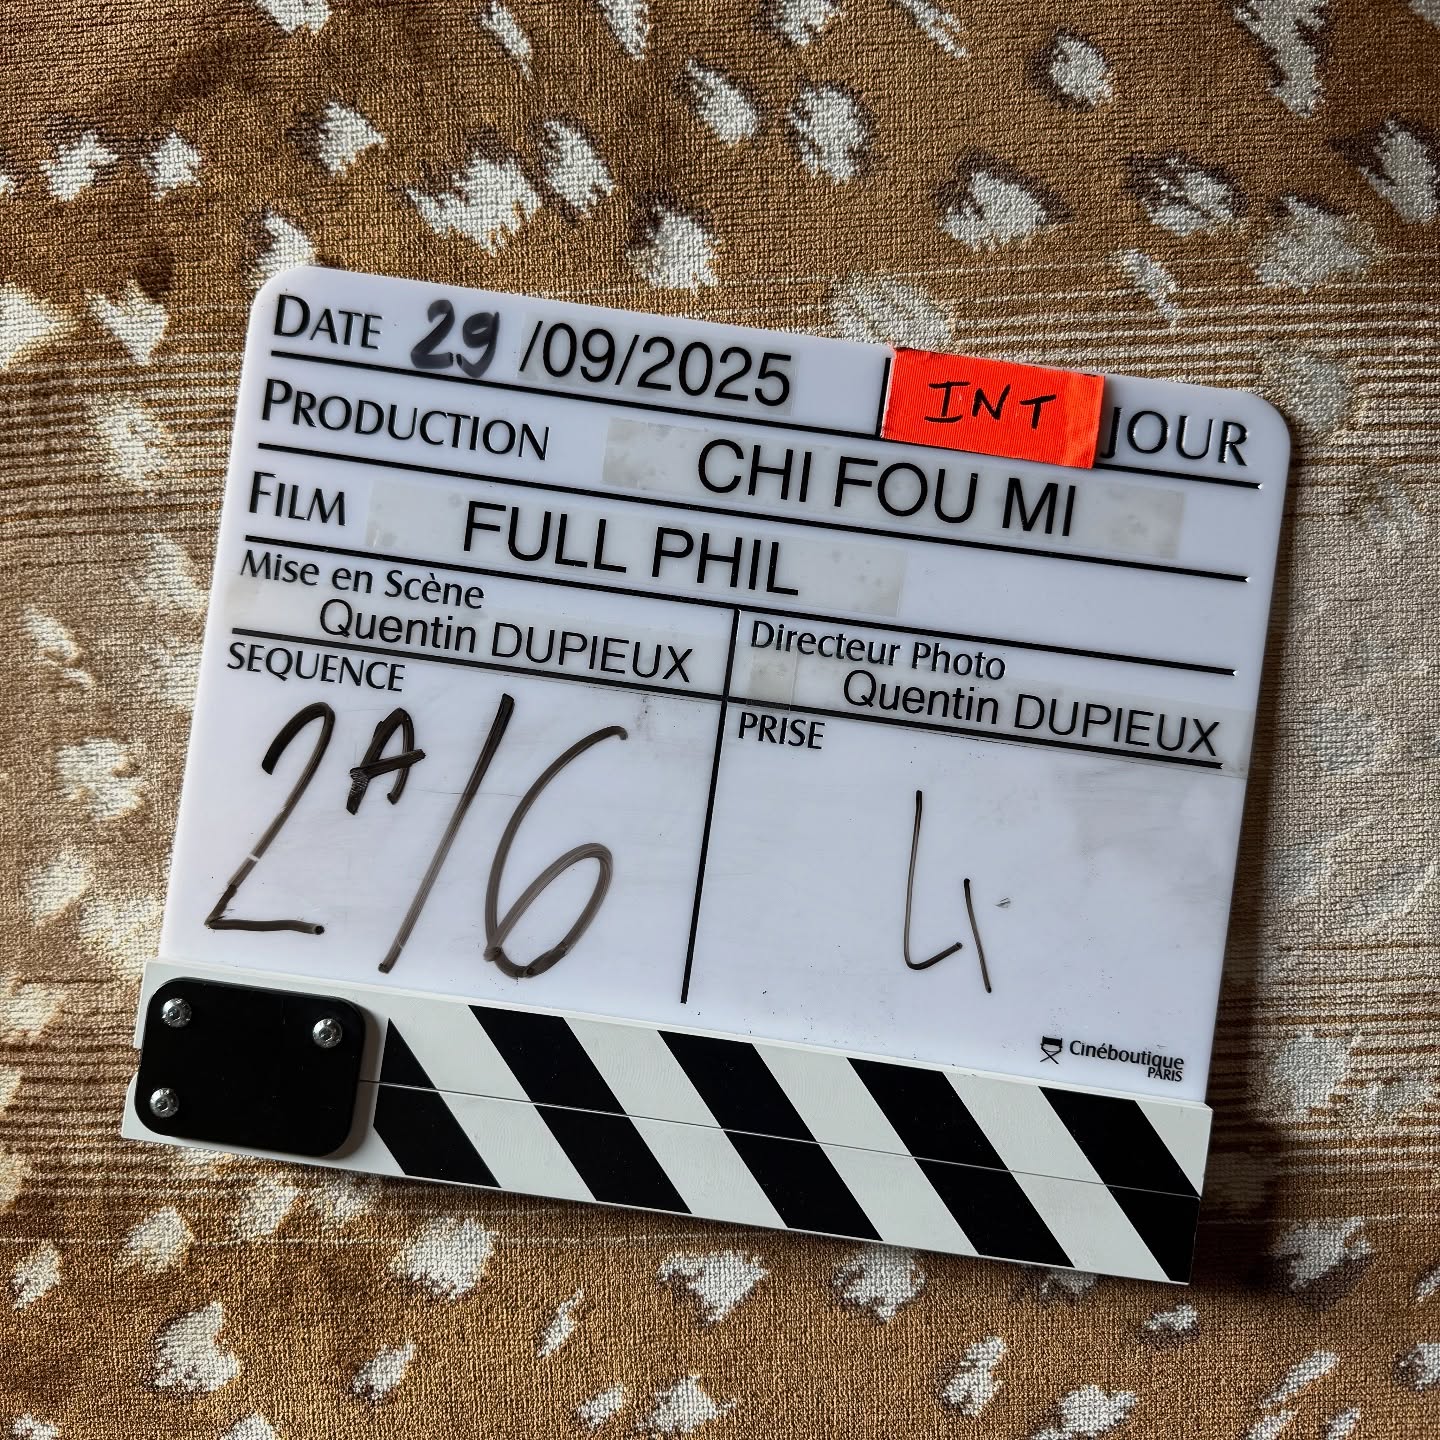 DATE 29 /09/2025 INT JOUR
PRODUCTION CHI FOU MI
FILM FULL PHIL
Mise en Scène
Quentin DUPIEUX
Directeur Photo
Quentin DUPIEUX
SEQUENCE
2A/6
PRISE
4
Cinéboutique
PARIS